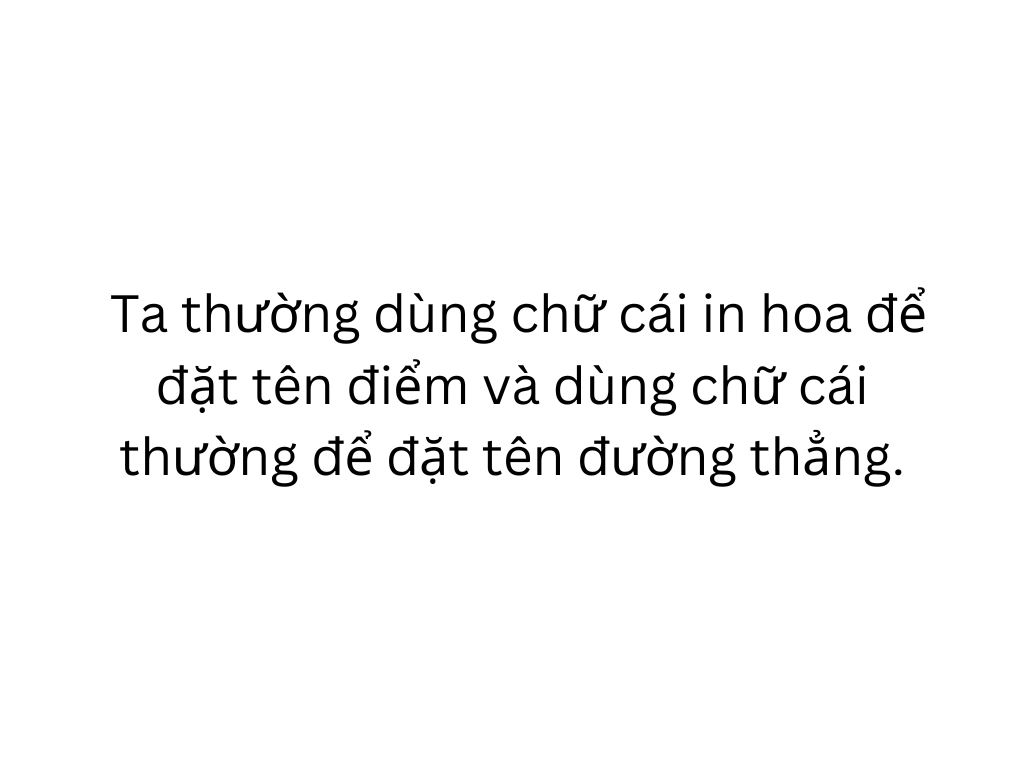 Ta thường dùng chữ cái in hoa để
đặt tên điểm và dùng chữ cái
thường để đặt tên đường thẳng.